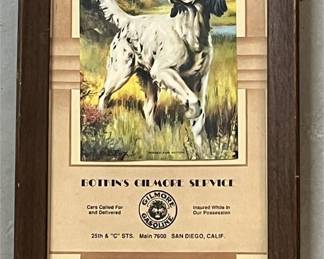 BOTKINS GILMORE SERVICE
Cars Called For
and Delivered
GILMORE
GASOLINE
Insured While in
Our Possession
25th & "C" STS. Main 7600 SAN DIEGO, CALIF.